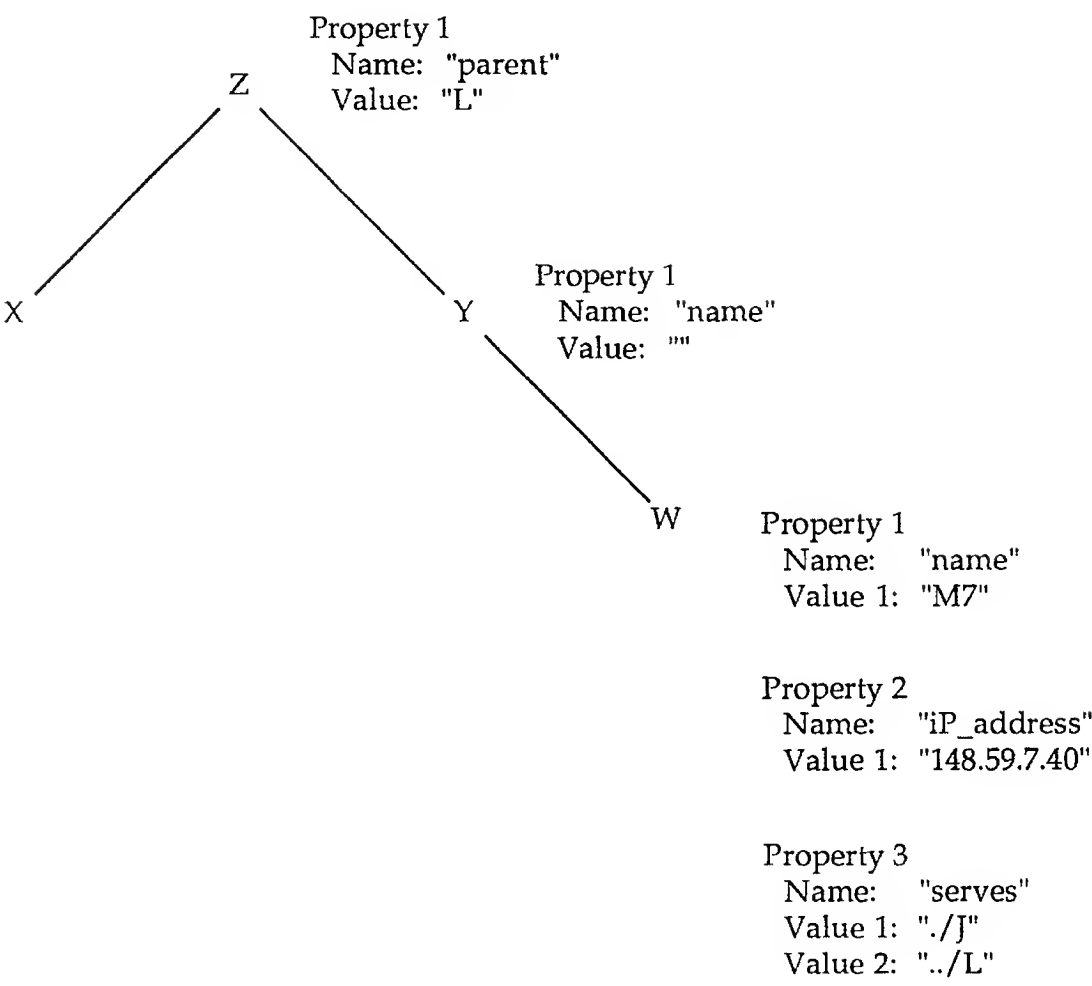 Property 1
Name: "parent"
Value: "L"
Z
X
Y
Property 1
Name: "name"
Value: ""
W
Property 1
Name: "name"
Value 1: "M7"
Property 2
Name: "iP_address"
Value 1: "148.59.7.40"
Property 3
Name: "serves"
Value 1: "./J"
Value 2: "../L"